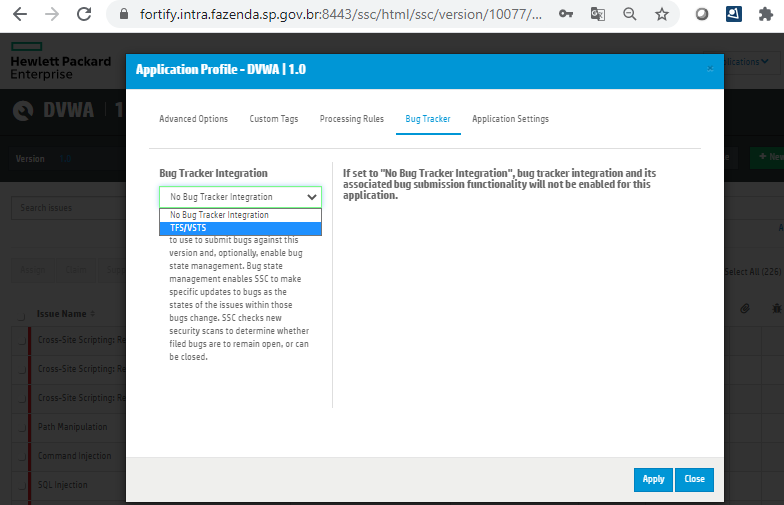 fortify.intra.fazenda.sp.gov.br:8443/ssc/html/ssc/version/10077/...
Hewlett Packard
Enterprise
Application Profile - DVWA | 1.0
×
DVWA | 1
Advanced Options
Custom Tags
Processing Rules
Bug Tracker
Application Settings
Version
1.0
+ New
Bug Tracker Integration
If set to "No Bug Tracker Integration", bug tracker integration and its
associated bug submission functionality will not be enabled for this
application.
No Bug Tracker Integration
No Bug Tracker Integration
TFS/VSTS
Search issues
to use to submit bugs against this
version and, optionally, enable bug
state management. Bug state
management enables SSC to make
specific updates to bugs as the
states of the issues within those
bugs change. SSC checks new
security scans to determine whether
filed bugs are to remain open, or can
be closed.
Assign
Select All (226)
Issue Name
Cross-Site Scripting: Re
Cross-Site Scripting: Re
Cross-Site Scripting: Re
Path Manipulation
Command Injection
SQL Injection
Apply
Close